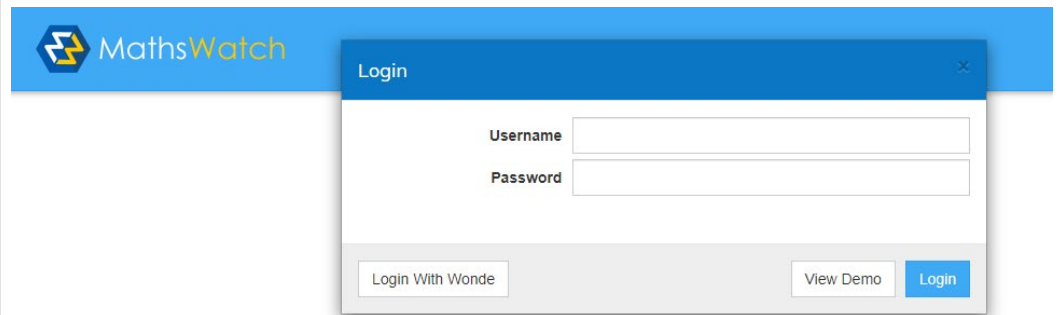 MathsWatch
Login ×
Username
Password
Login With Wonde View Demo Login